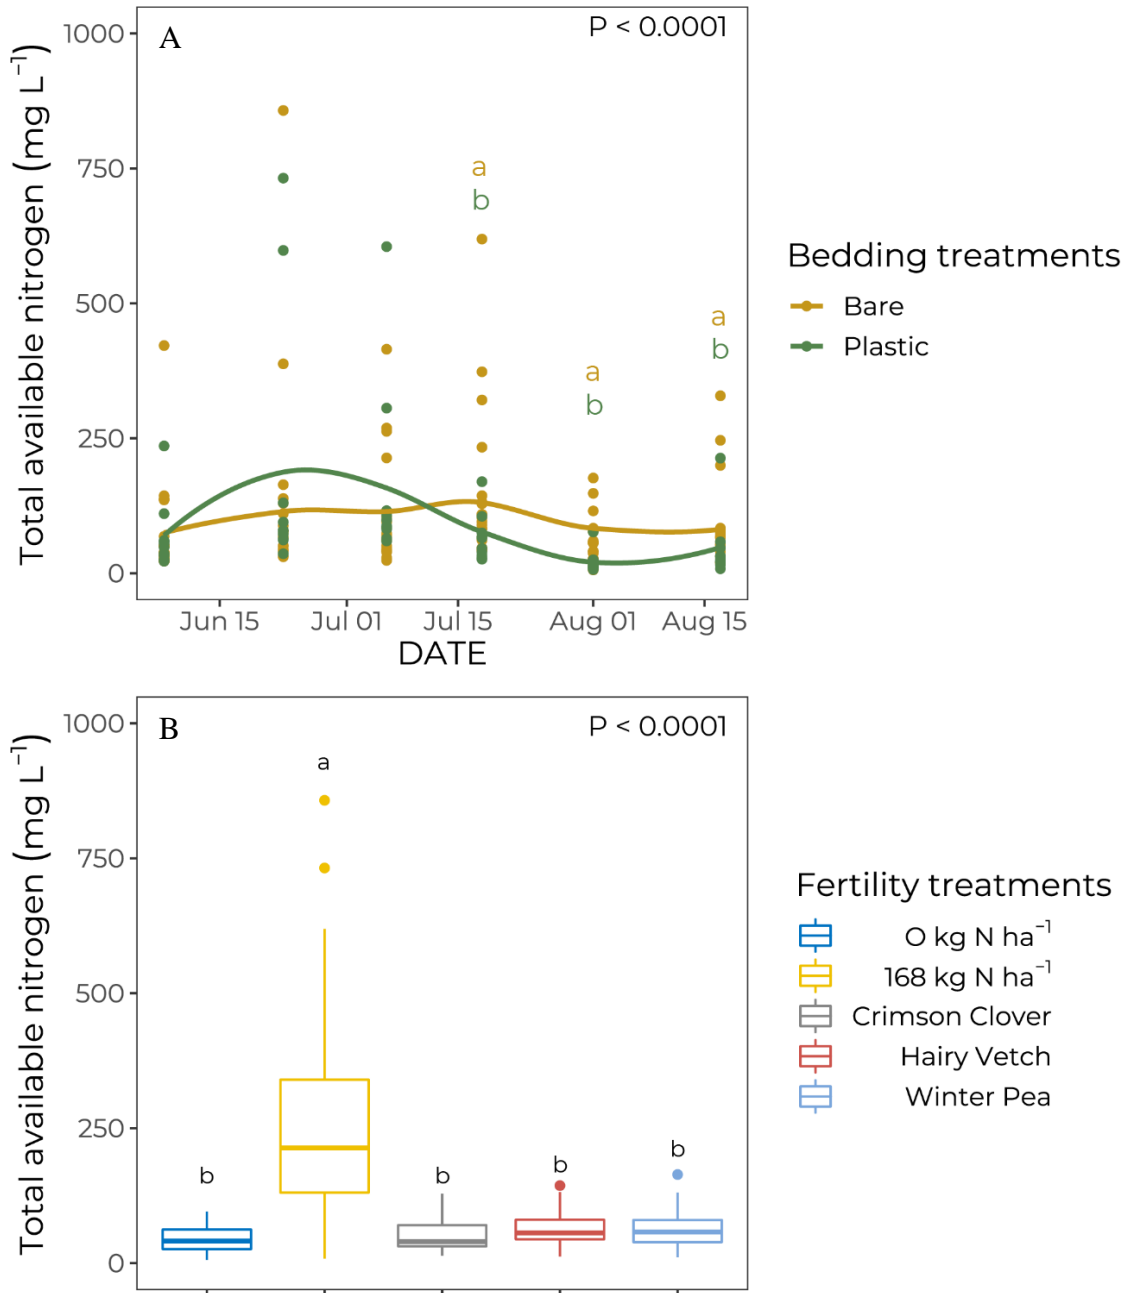 A
P < 0.0001
1000
750
500
250
0
Total available nitrogen (mg L⁻¹)
a
b
a
b
a
b
Jun 15
Jul 01
Jul 15
Aug 01
Aug 15
DATE
Bedding treatments
Bare
Plastic
B
P < 0.0001
1000
750
500
250
0
Total available nitrogen (mg L⁻¹)
b
a
b
b
b
Fertility treatments
O kg N ha⁻¹
168 kg N ha⁻¹
Crimson Clover
Hairy Vetch
Winter Pea